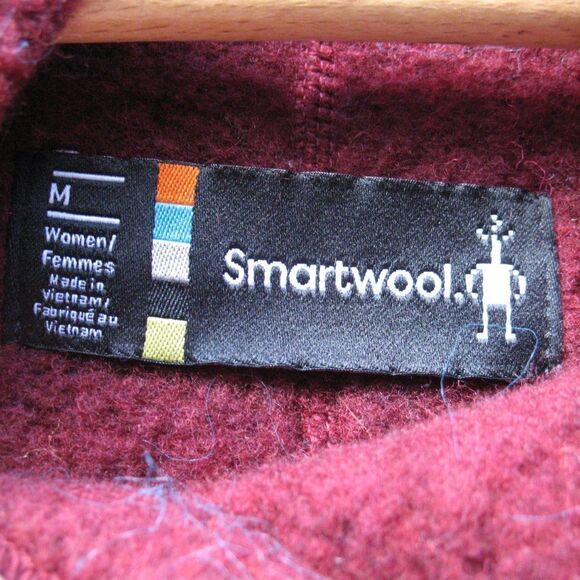 M
Women/
Femmes
Made in
Vietnam/
Fabriqué au
Vietnam
Smartwool.